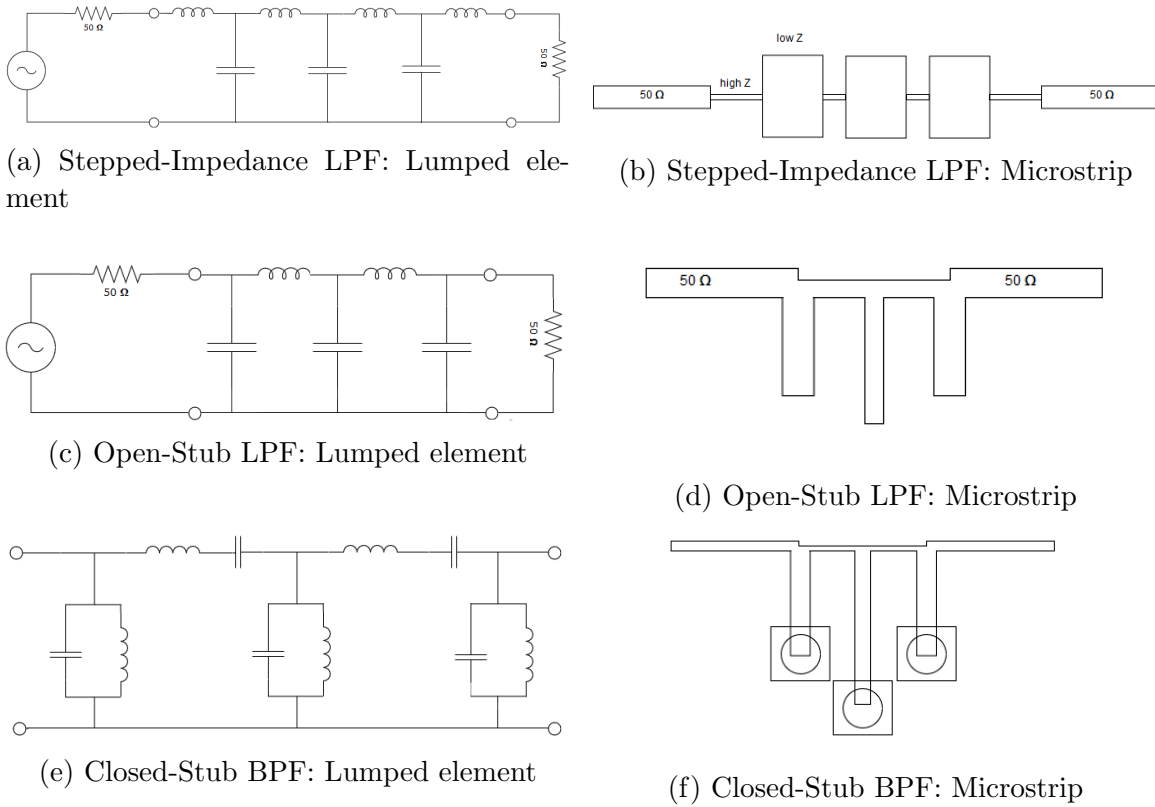 50 Ω
50 Ω
low Z
high Z
50 Ω
50 Ω
(a) Stepped-Impedance LPF: Lumped ele-
ment
(b) Stepped-Impedance LPF: Microstrip
50 Ω
50 Ω
50 Ω
50 Ω
(c) Open-Stub LPF: Lumped element
(d) Open-Stub LPF: Microstrip
(e) Closed-Stub BPF: Lumped element
(f) Closed-Stub BPF: Microstrip